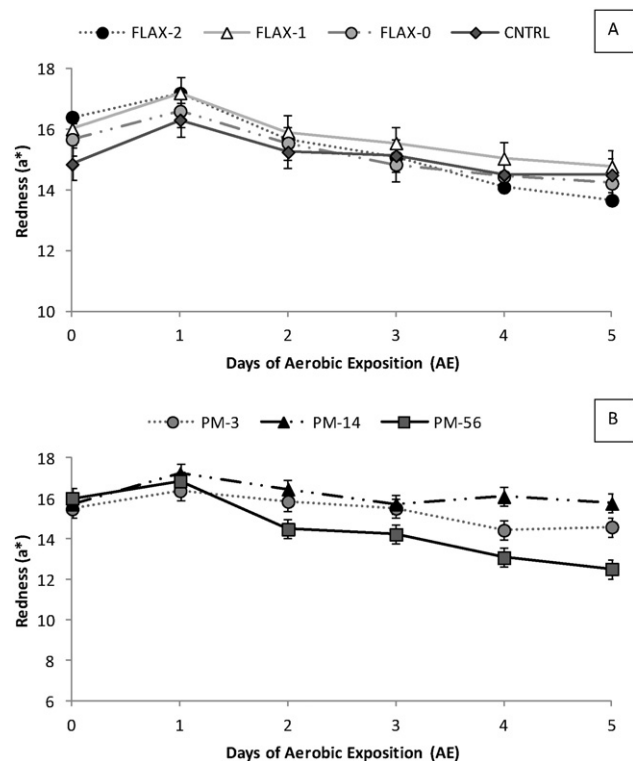 FLAX-2 FLAX-1 FLAX-0 CNTRL
A
18
16
14
12
10
Redness (a*)
0 1 2 3 4 5
Days of Aerobic Exposition (AE)
PM-3 PM-14 PM-56
B
18
16
14
12
10
8
6
Redness (a*)
0 1 2 3 4 5
Days of Aerobic Exposition (AE)